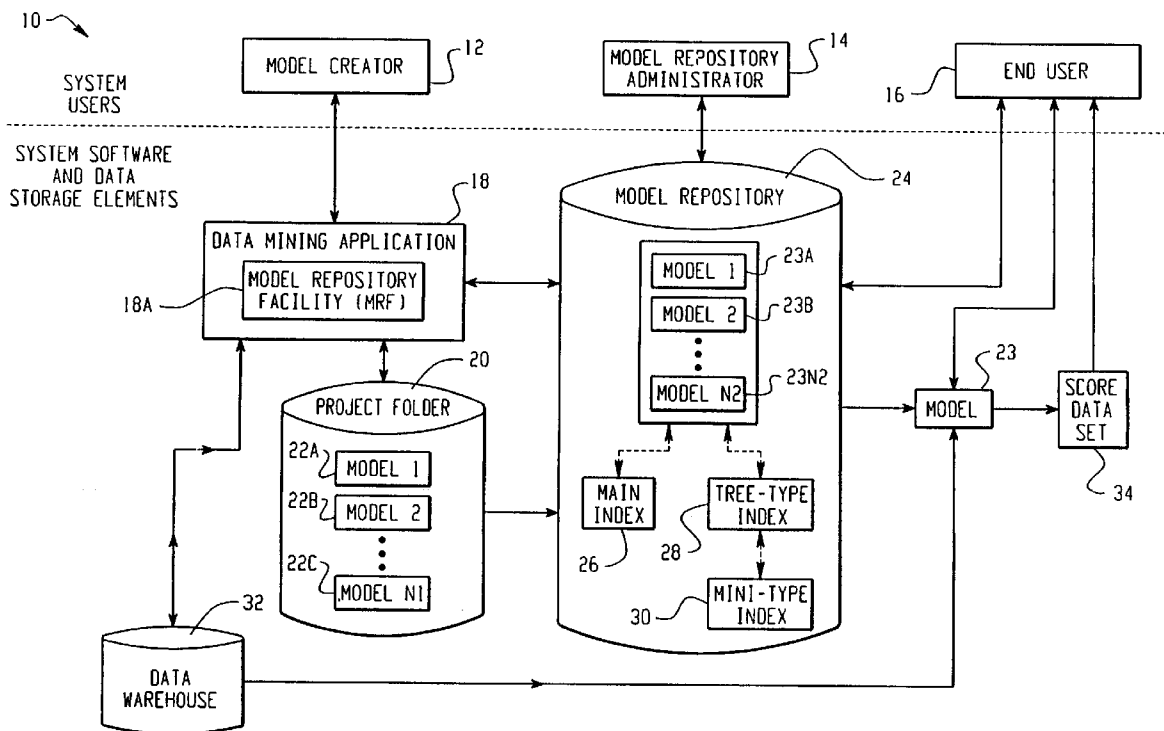 10
SYSTEM
USERS
MODEL CREATOR
12
MODEL REPOSITORY
ADMINISTRATOR
14
END USER
16
SYSTEM SOFTWARE
AND DATA
STORAGE ELEMENTS
18
DATA MINING APPLICATION
MODEL REPOSITORY
FACILITY (MRF)
18A
20
PROJECT FOLDER
22A
MODEL 1
22B
MODEL 2
22C
MODEL N1
32
DATA
WAREHOUSE
24
MODEL REPOSITORY
MODEL 1
23A
MODEL 2
23B
MODEL N2
23N2
MAIN
INDEX
26
TREE-TYPE
INDEX
28
MINI-TYPE
INDEX
30
23
MODEL
SCORE
DATA
SET
34